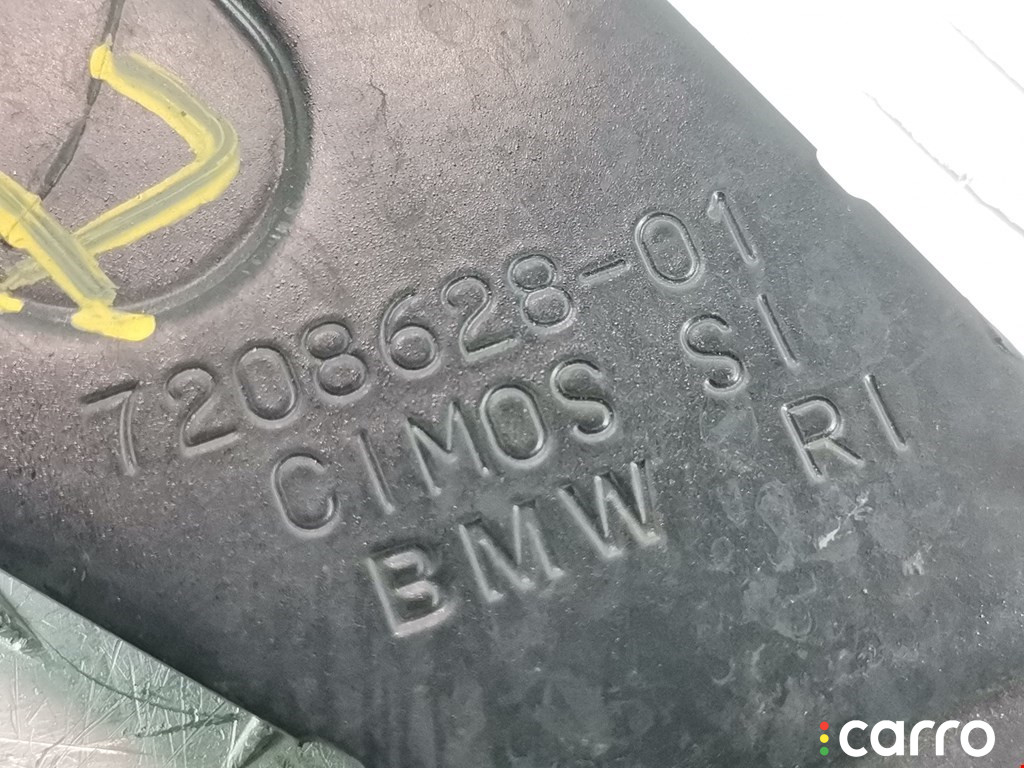 7208628-01
CIMOS SI
BMW RI
carro